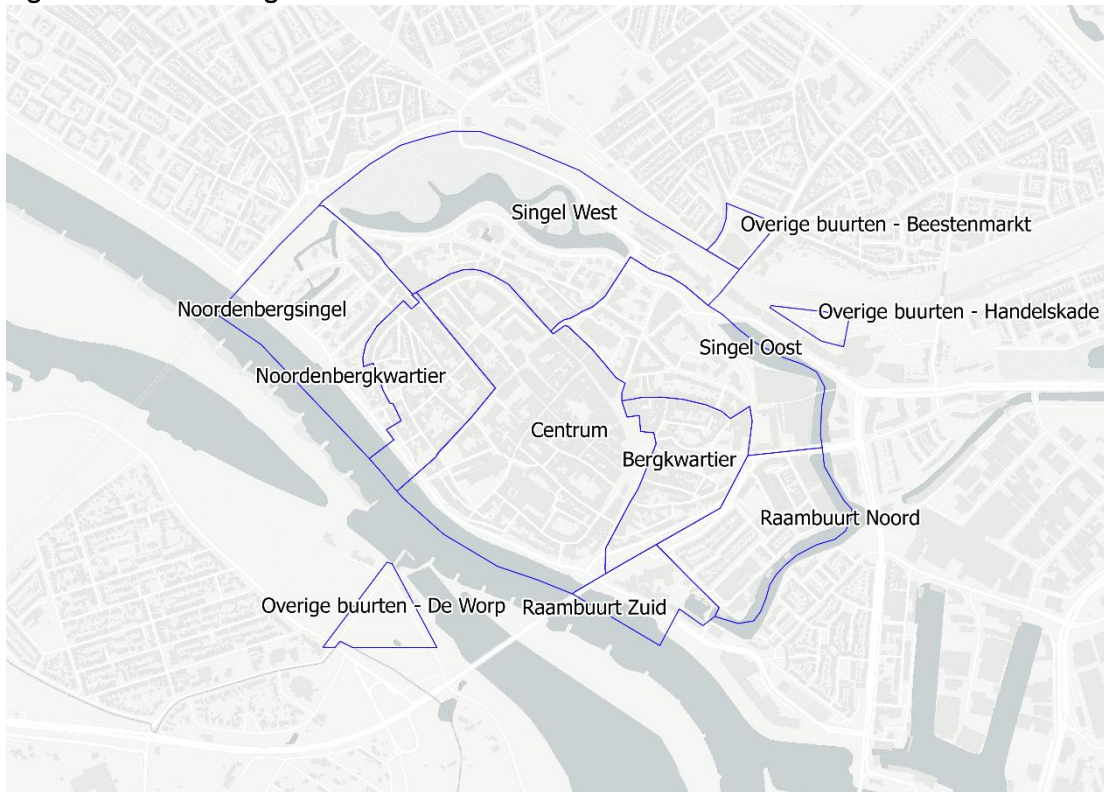 Singel West
Overige buurten - Beestenmarkt
Noordenbergsingel
Overige buurten - Handelskade
Singel Oost
Noordenbergkwartier
Centrum
Bergkwartier
Raambuurt Noord
Overige buurten - De Worp
Raambuurt Zuid